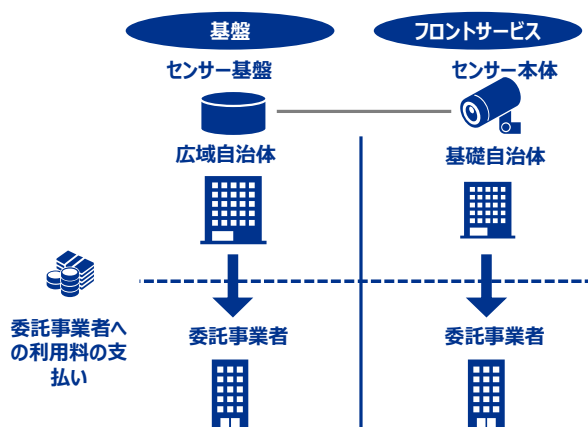 基盤
フロントサービス
センサー基盤
センサー本体
広域自治体
基礎自治体
委託事業者へ
の利用料の支
払い
委託事業者
委託事業者